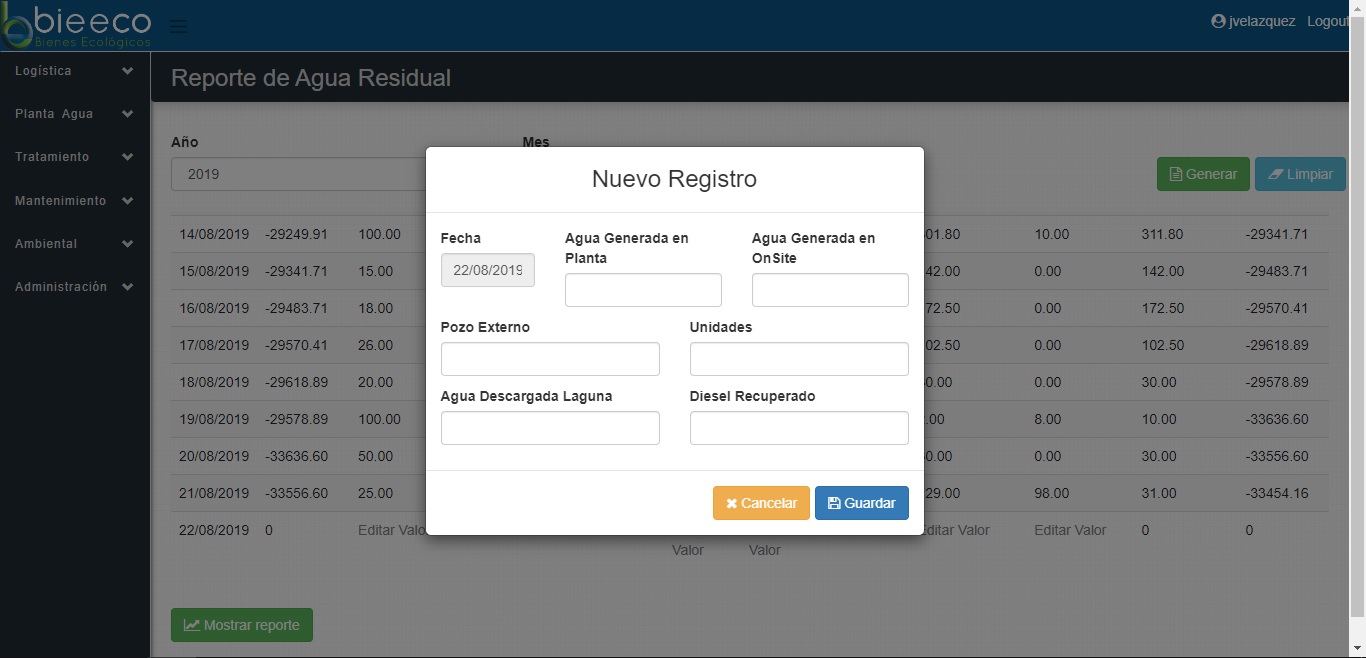 bieeco
Bienes Ecológicos
jvelazquez Logout
Logística
Planta Agua
Tratamiento
Mantenimiento
Ambiental
Administración
Reporte de Agua Residual
Año Mes
2019
Generar Limpiar
Nuevo Registro
Fecha
22/08/2019
Agua Generada en
Planta
Agua Generada en
OnSite
Pozo Externo Unidades
Agua Descargada Laguna Diesel Recuperado
Cancelar Guardar
14/08/2019 -29249.91 100.00 01.80 10.00 311.80 -29341.71
15/08/2019 -29341.71 15.00 42.00 0.00 142.00 -29483.71
16/08/2019 -29483.71 18.00 72.50 0.00 172.50 -29570.41
17/08/2019 -29570.41 26.00 02.50 0.00 102.50 -29618.89
18/08/2019 -29618.89 20.00 0.00 0.00 30.00 -29578.89
19/08/2019 -29578.89 100.00 .00 8.00 10.00 -33636.60
20/08/2019 -33636.60 50.00 0.00 0.00 30.00 -33556.60
21/08/2019 -33556.60 25.00 29.00 98.00 31.00 -33454.16
22/08/2019 0 Editar Valo ditar Valor Editar Valor 0 0
Valor Valor
Mostrar reporte